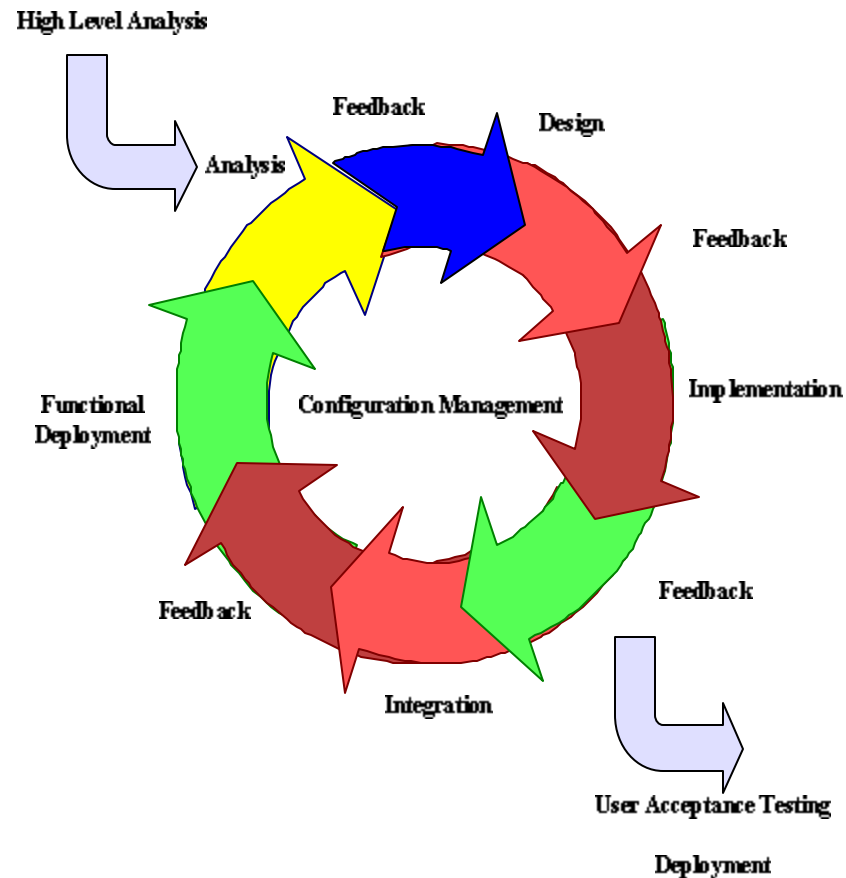 High Level Analysis
Feedback
Design
Analysis
Feedback
Implementation
Functional
Deployment
Configuration Management
Feedback
Feedback
Integration
User Acceptance Testing
Deployment